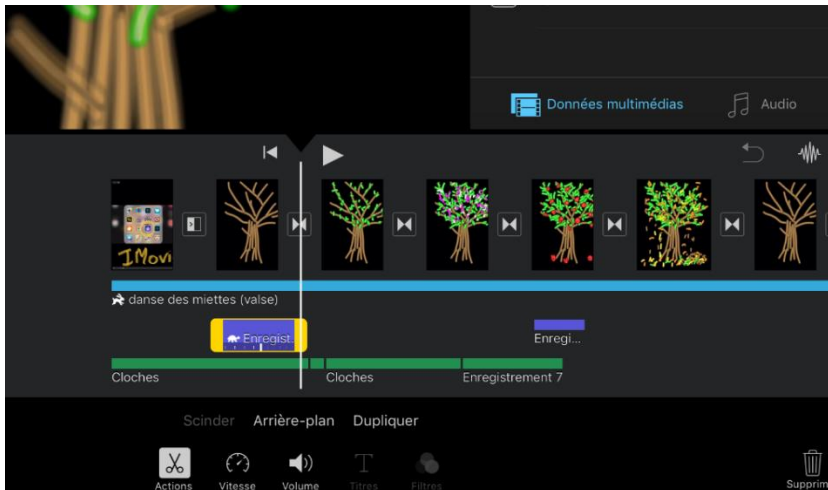 Données multimédias Audio
IMovi
danse des miettes (valse)
Enregist Enregi...
Cloches Cloches Enregistrement 7
Scinder Arrière-plan Dupliquer
Actions Vitesse Volume Titres Filtres Supprim